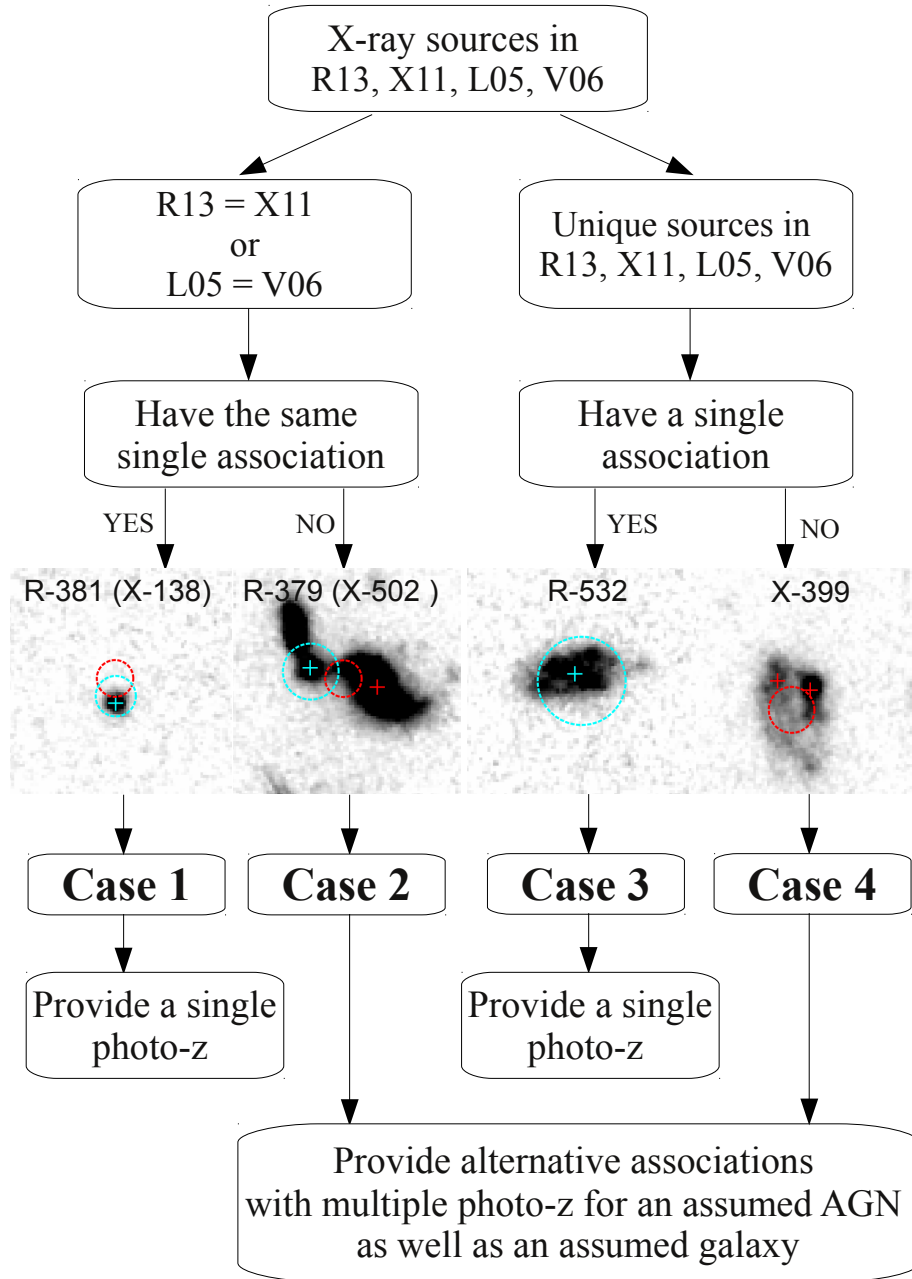 X-ray sources in
R13, X11, L05, V06
R13 = X11
or
L05 = V06
Unique sources in
R13, X11, L05, V06
Have the same
single association
Have a single
association
YES
NO
YES
NO
R-381 (X-138)
R-379 (X-502 )
R-532
X-399
Case 1
Case 2
Case 3
Case 4
Provide a single
photo-z
Provide a single
photo-z
Provide alternative associations
with multiple photo-z for an assumed AGN
as well as an assumed galaxy